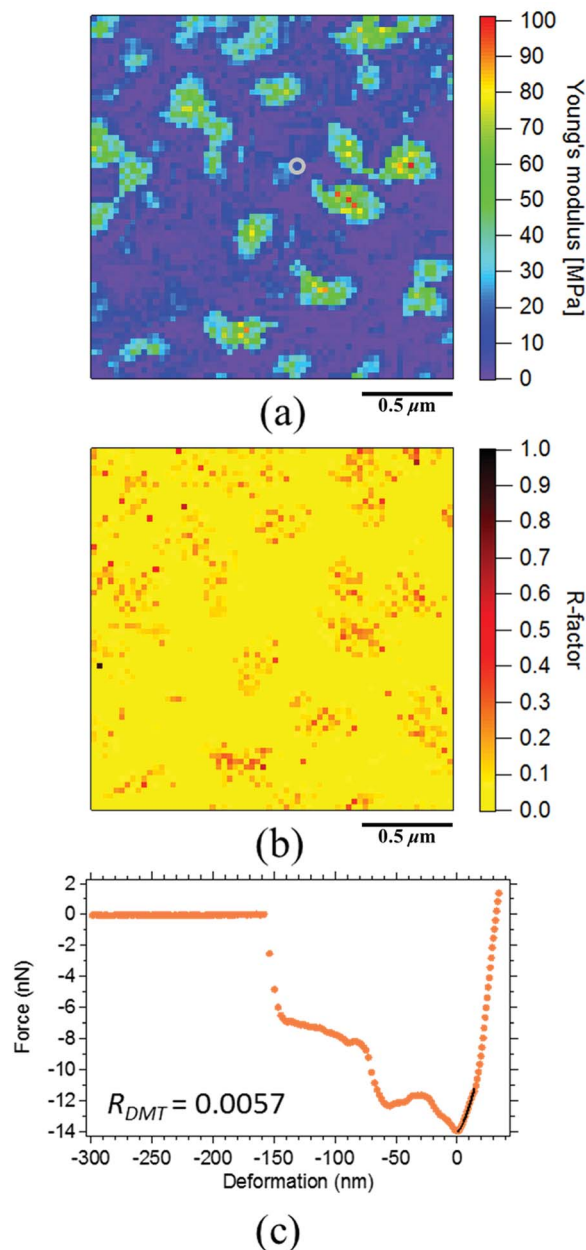 100
90
80
70
60
50
40
30
20
10
0
Young's modulus [MPa]
0.5 μm
(a)
1.0
0.9
0.8
0.7
0.6
0.5
0.4
0.3
0.2
0.1
0.0
R-factor
0.5 μm
(b)
2
0
-2
-4
-6
-8
-10
-12
-14
Force (nN)
R_DMT = 0.0057
-300 -250 -200 -150 -100 -50 0
Deformation (nm)
(c)